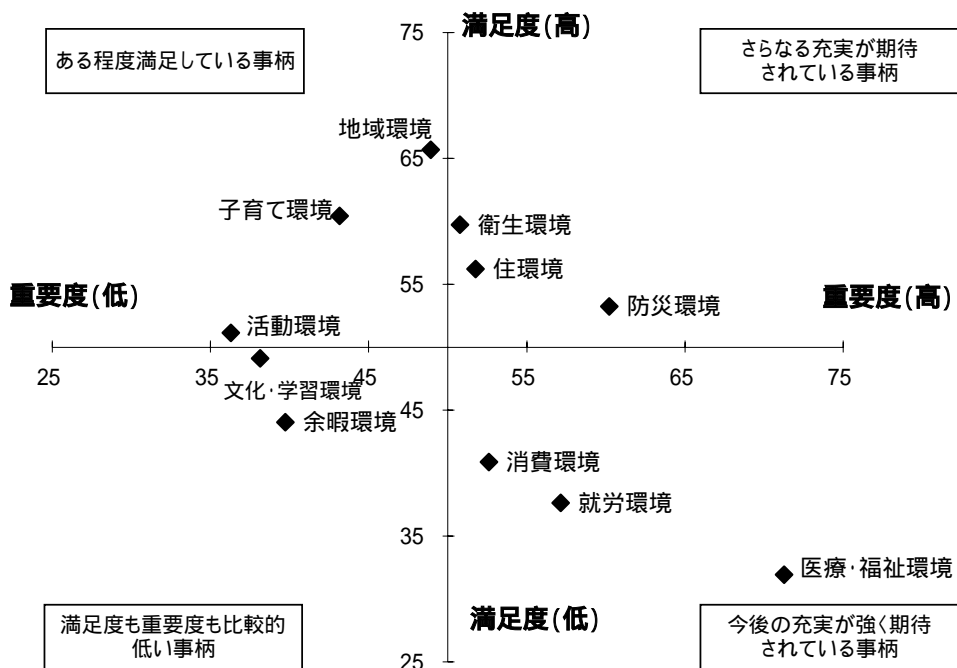 75
満足度(高)
ある程度満足している事柄
さらなる充実が期待
されている事柄
地域環境
65
子育て環境
衛生環境
住環境
55
重要度(低)
重要度(高)
防災環境
活動環境
25
35
45
55
65
75
文化・学習環境
45
余暇環境
消費環境
就労環境
35
医療・福祉環境
満足度(低)
満足度も重要度も比較的
低い事柄
今後の充実が強く期待
されている事柄
25